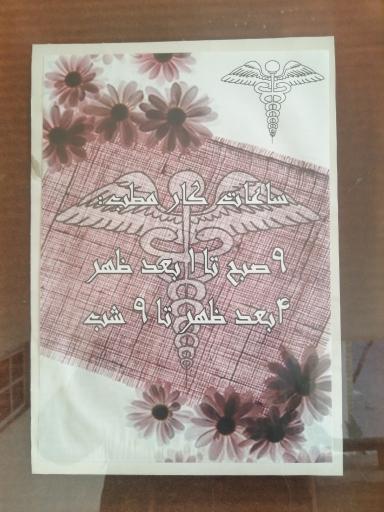 ساعات کار مطب:
۹ صبح تا ۱ بعد ظهر
۴ بعد ظهر تا ۹ شب